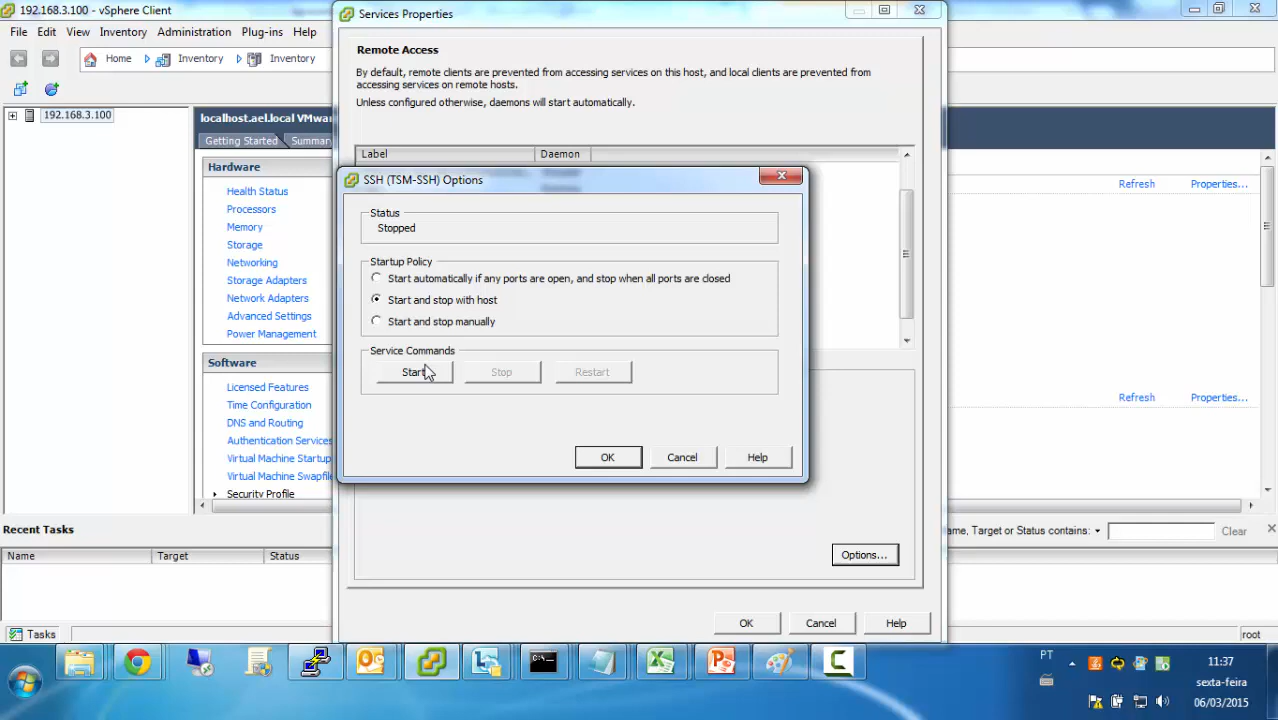 192.168.3.100 - vSphere Client
File Edit View Inventory Administration Plug-ins Help
Home Inventory Inventory
192.168.3.100
localhost.ael.local VMwa
Getting Started Summar
Hardware
Health Status
Processors
Memory
Storage
Networking
Storage Adapters
Network Adapters
Advanced Settings
Power Management
Software
Licensed Features
Time Configuration
DNS and Routing
Authentication Services
Virtual Machine Startup
Virtual Machine Swapfile
Security Profile
Refresh Properties...
Refresh Properties...
Services Properties
Remote Access
By default, remote clients are prevented from accessing services on this host, and local clients are prevented from
accessing services on remote hosts.
Unless configured otherwise, daemons will start automatically.
Label Daemon
SSH (TSM-SSH) Options
Status
Stopped
Startup Policy
Start automatically if any ports are open, and stop when all ports are closed
Start and stop with host
Start and stop manually
Service Commands
Start Stop Restart
OK Cancel Help
Options...
OK Cancel Help
Recent Tasks
ame, Target or Status contains: Clear
Name Target Status
Tasks
root
PT
11:37
sexta-feira
06/03/2015